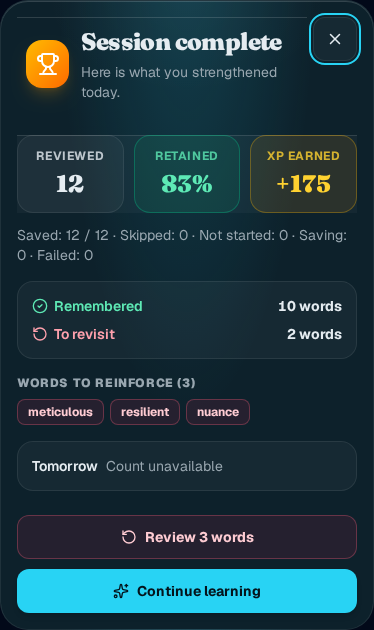 Session complete
Here is what you strengthened
today.
REVIEWED
12
RETAINED
83%
XP EARNED
+175
Saved: 12 / 12 · Skipped: 0 · Not started: 0 · Saving:
0 · Failed: 0
Remembered 10 words
To revisit 2 words
WORDS TO REINFORCE (3)
meticulous resilient nuance
Tomorrow Count unavailable
Review 3 words
Continue learning